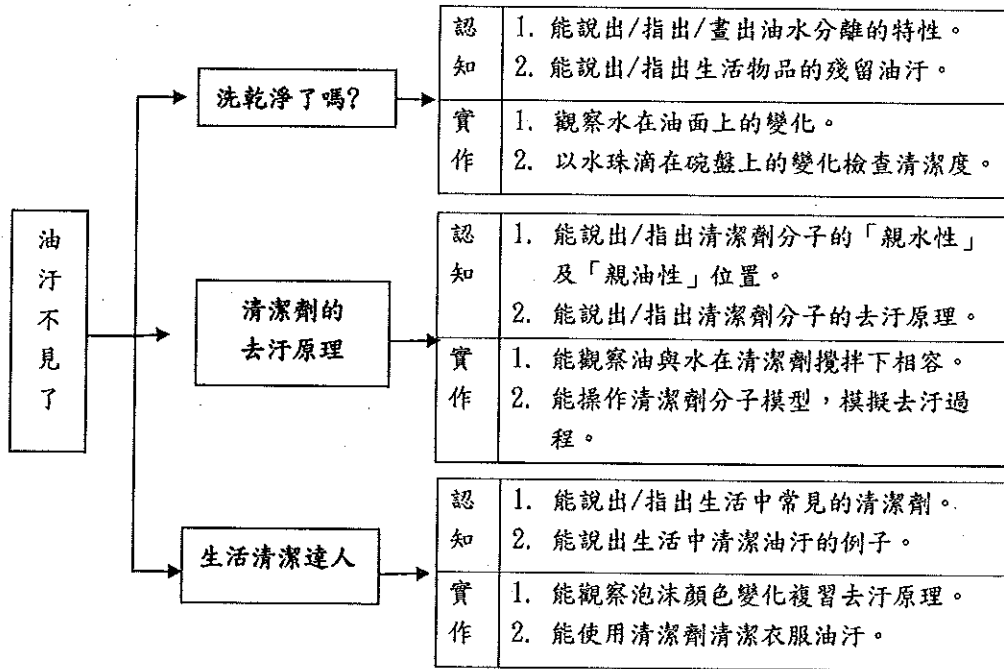 油汙不見了
洗乾淨了嗎?
認知
1. 能說出/指出/畫出油水分離的特性。
2. 能說出/指出生活物品的殘留油汙。
實作
1. 觀察水在油面上的變化。
2. 以水珠滴在碗盤上的變化檢查清潔度。
清潔劑的
去汙原理
認知
1. 能說出/指出清潔劑分子的「親水性」
及「親油性」位置。
2. 能說出/指出清潔劑分子的去汙原理。
實作
1. 能觀察油與水在清潔劑攪拌下相容。
2. 能操作清潔劑分子模型,模擬去汙過
程。
生活清潔達人
認知
1. 能說出/指出生活中常見的清潔劑。
2. 能說出生活中清潔油汙的例子。
實作
1. 能觀察泡沫顏色變化複習去汙原理。
2. 能使用清潔劑清潔衣服油汙。